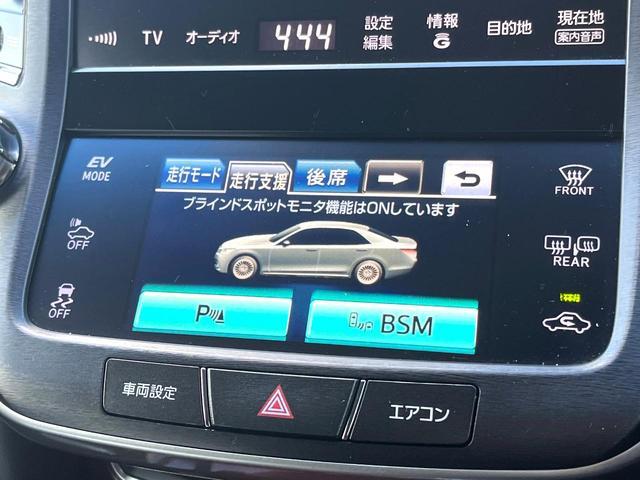 TV オーディオ 4:44 設定編集 情報 G 目的地 現在地 案内音声
EV MODE
走行モード 走行支援 後席
FRONT
ブラインドスポットモニタ機能はONしています
OFF
REAR
OFF
P BSM
車両設定 エアコン